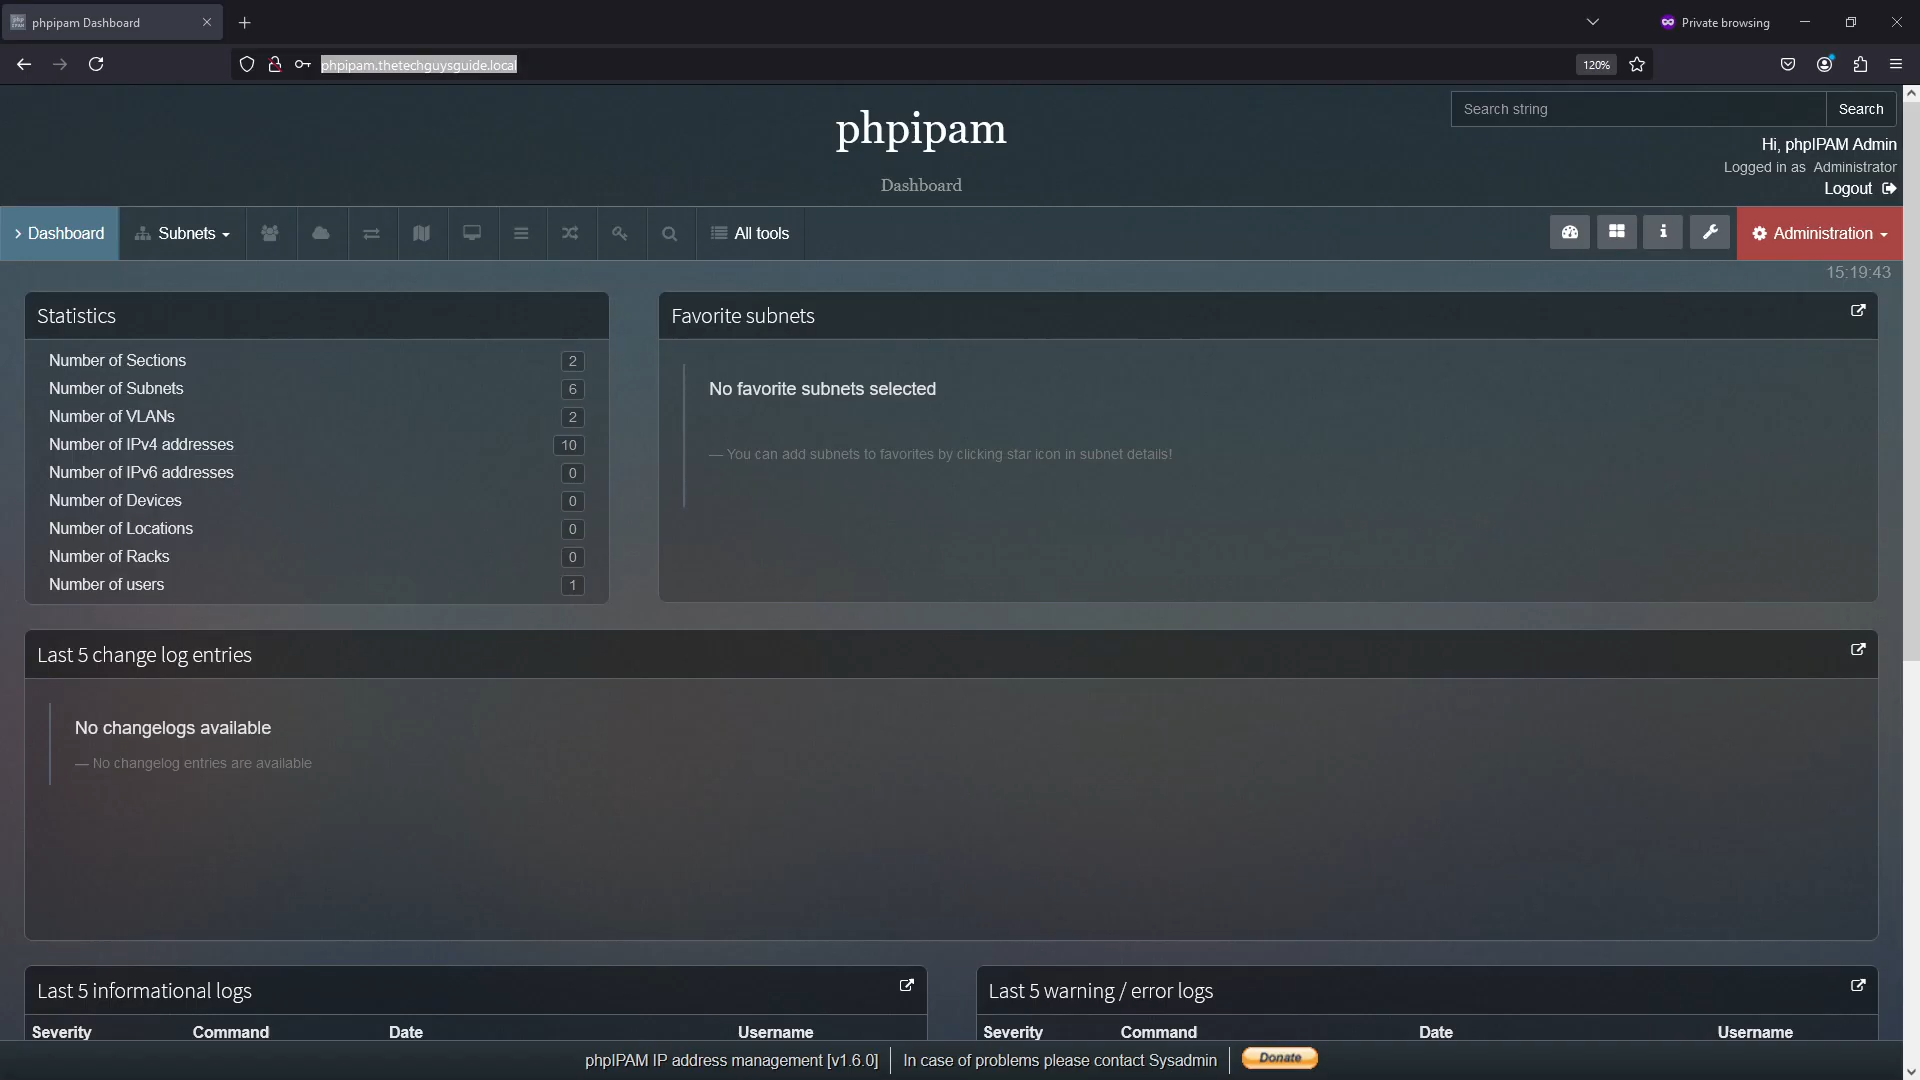 phpipam Dashboard
Private browsing
phpipam.thetechguysguide.local
120%
phpipam
Dashboard
Search string
Search
Hi, phpIPAM Admin
Logged in as Administrator
Logout
Dashboard
Subnets
All tools
Administration
15:19:43
Statistics
Number of Sections 2
Number of Subnets 6
Number of VLANs 2
Number of IPv4 addresses 10
Number of IPv6 addresses 0
Number of Devices 0
Number of Locations 0
Number of Racks 0
Number of users 1
Favorite subnets
No favorite subnets selected
— You can add subnets to favorites by clicking star icon in subnet details!
Last 5 change log entries
No changelogs available
— No changelog entries are available
Last 5 informational logs
Severity Command Date Username
Last 5 warning / error logs
Severity Command Date Username
phpIPAM IP address management [v1.6.0]
In case of problems please contact Sysadmin
Donate